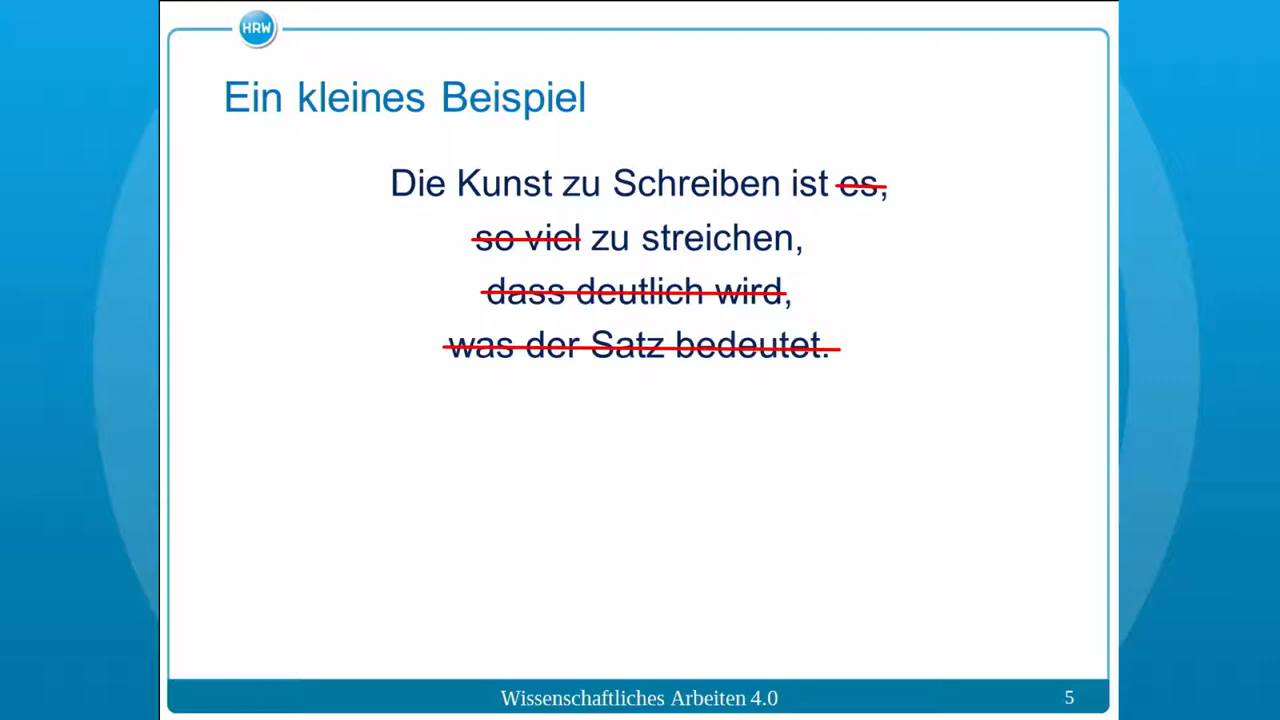 HRW
Ein kleines Beispiel
Die Kunst zu Schreiben ist es,
so viel zu streichen,
dass deutlich wird,
was der Satz bedeutet.
Wissenschaftliches Arbeiten 4.0
5